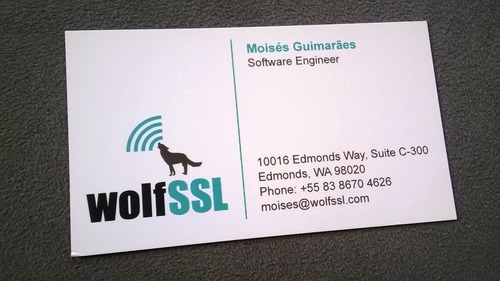 Moisés Guimarães
Software Engineer
wolfSSL
10016 Edmonds Way, Suite C-300
Edmonds, WA 98020
Phone: +55 83 8670 4626
moises@wolfssl.com